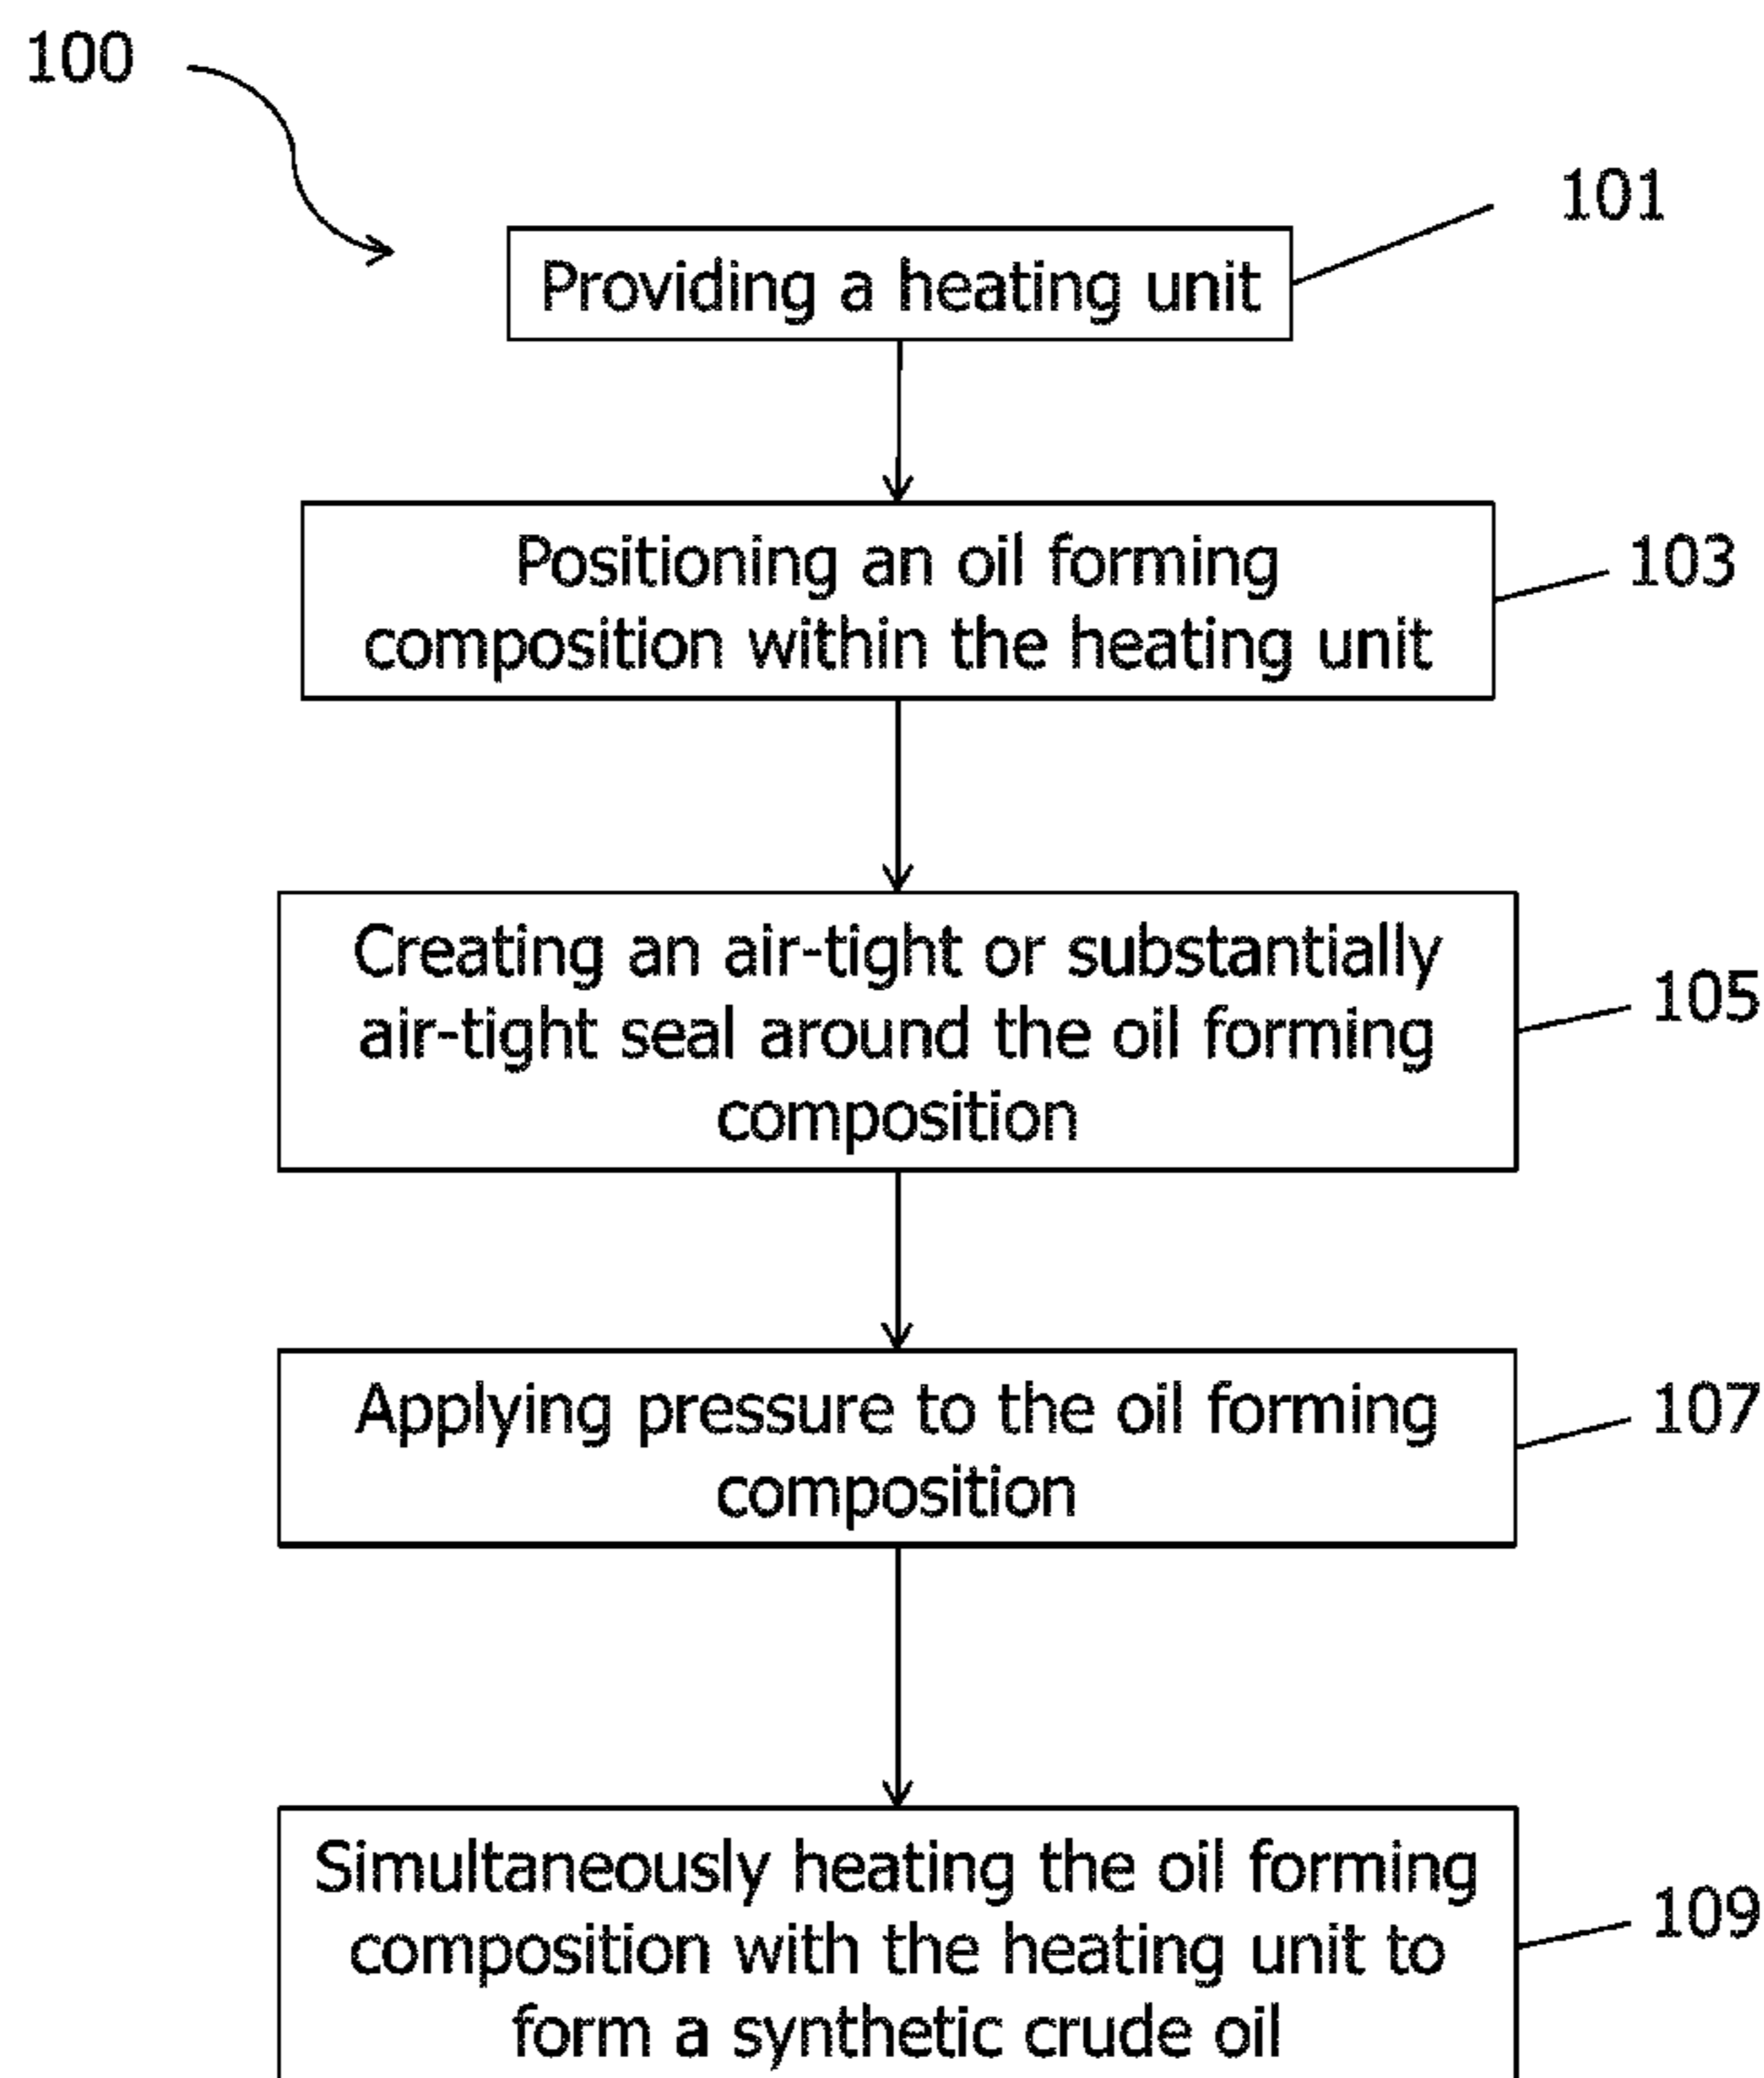 100
101
Providing a heating unit
103
Positioning an oil forming
composition within the heating unit
105
Creating an air-tight or substantially
air-tight seal around the oil forming
composition
107
Applying pressure to the oil forming
composition
109
Simultaneously heating the oil forming
composition with the heating unit to
form a synthetic crude oil